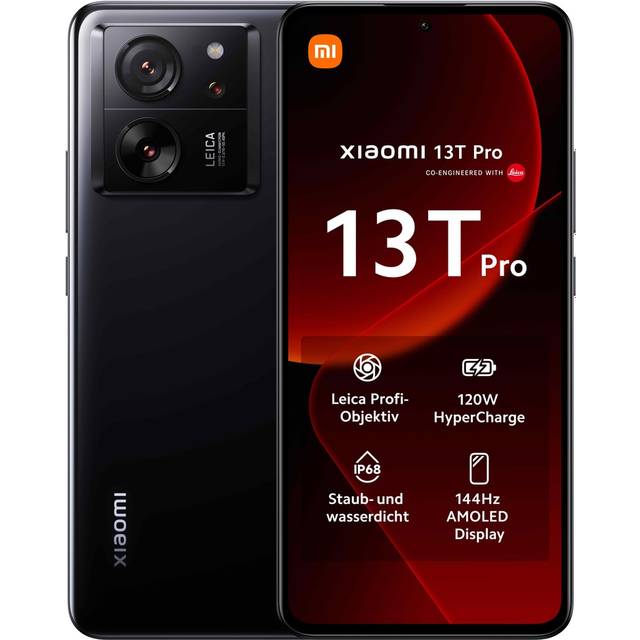 LEICA
xiaomi
mi
xiaomi 13T Pro
CO-ENGINEERED WITH Leica
13T Pro
Leica Profi-
Objektiv
120W
HyperCharge
IP68
Staub- und
wasserdicht
144Hz
AMOLED
Display